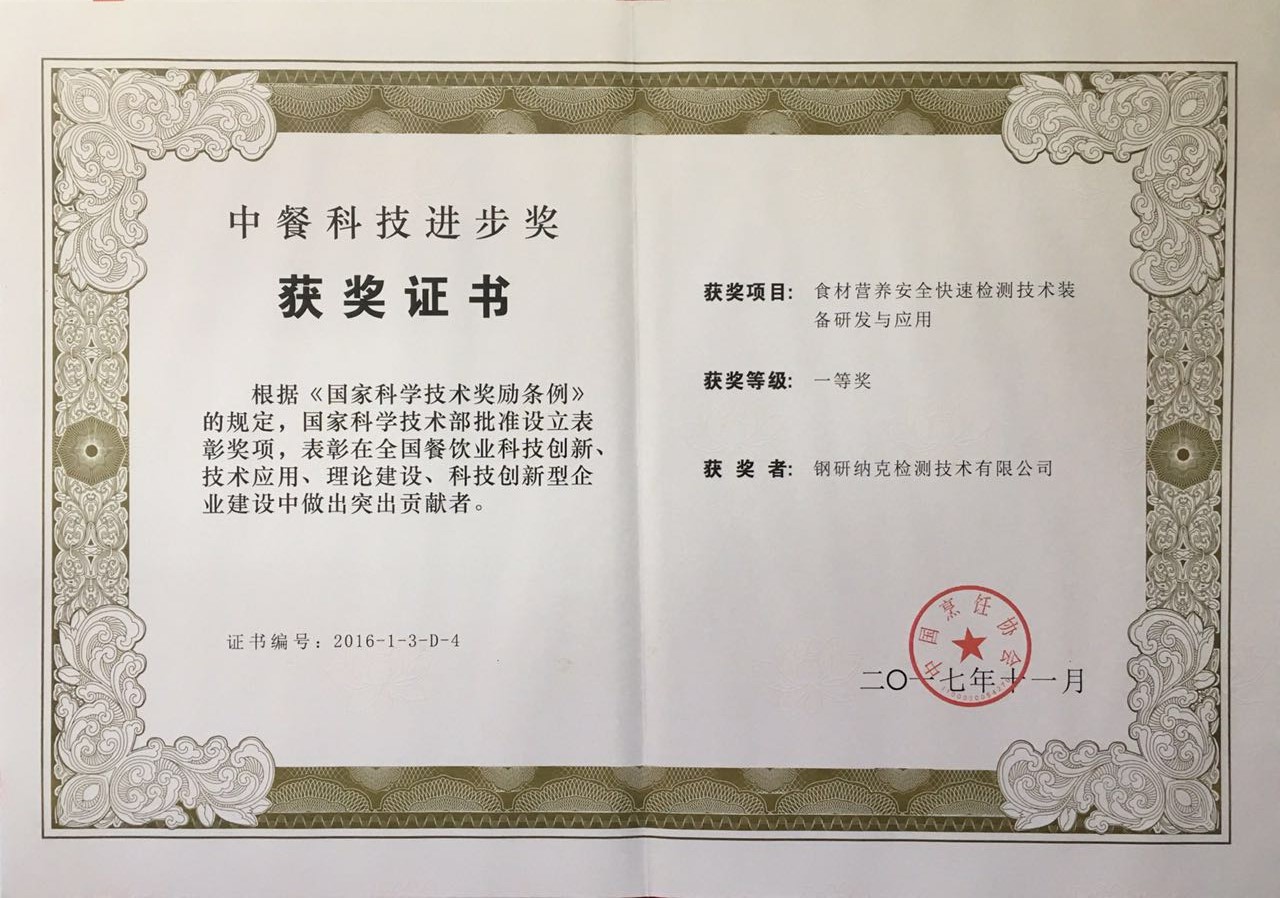 中餐科技进步奖
获奖证书
根据《国家科学技术奖励条例》
的规定，国家科学技术部批准设立表
彰奖项，表彰在全国餐饮业科技创新、
技术应用、理论建设、科技创新型企
业建设中做出突出贡献者。
证书编号：2016-1-3-D-4
获奖项目：食材营养安全快速检测技术装
备研发与应用
获奖等级：一等奖
获奖者：钢研纳克检测技术有限公司
中国烹饪协会
二〇一七年十一月